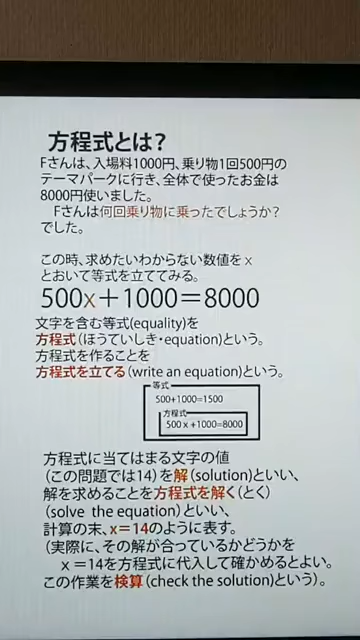 方程式とは？
Fさんは、入場料1000円、乗り物1回500円の
テーマパークに行き、全体で使ったお金は
8000円使いました。
Fさんは何回乗り物に乗ったでしょうか？
でした。
この時、求めたいわからない数値をx
とおいて等式を立ててみる。
500x＋1000＝8000
文字を含む等式(equality)を
方程式(ほうていしき・equation)という。
方程式を作ることを
方程式を立てる(write an equation)という。
等式
500+1000=1500
方程式
500x+1000=8000
方程式に当てはまる文字の値
(この問題では14)を解(solution)といい、
解を求めることを方程式を解く(とく)
(solve the equation)といい、
計算の末、x＝14のように表す。
(実際に、その解が合っているかどうかを
x＝14を方程式に代入して確かめるとよい。
この作業を検算(check the solution)という)。